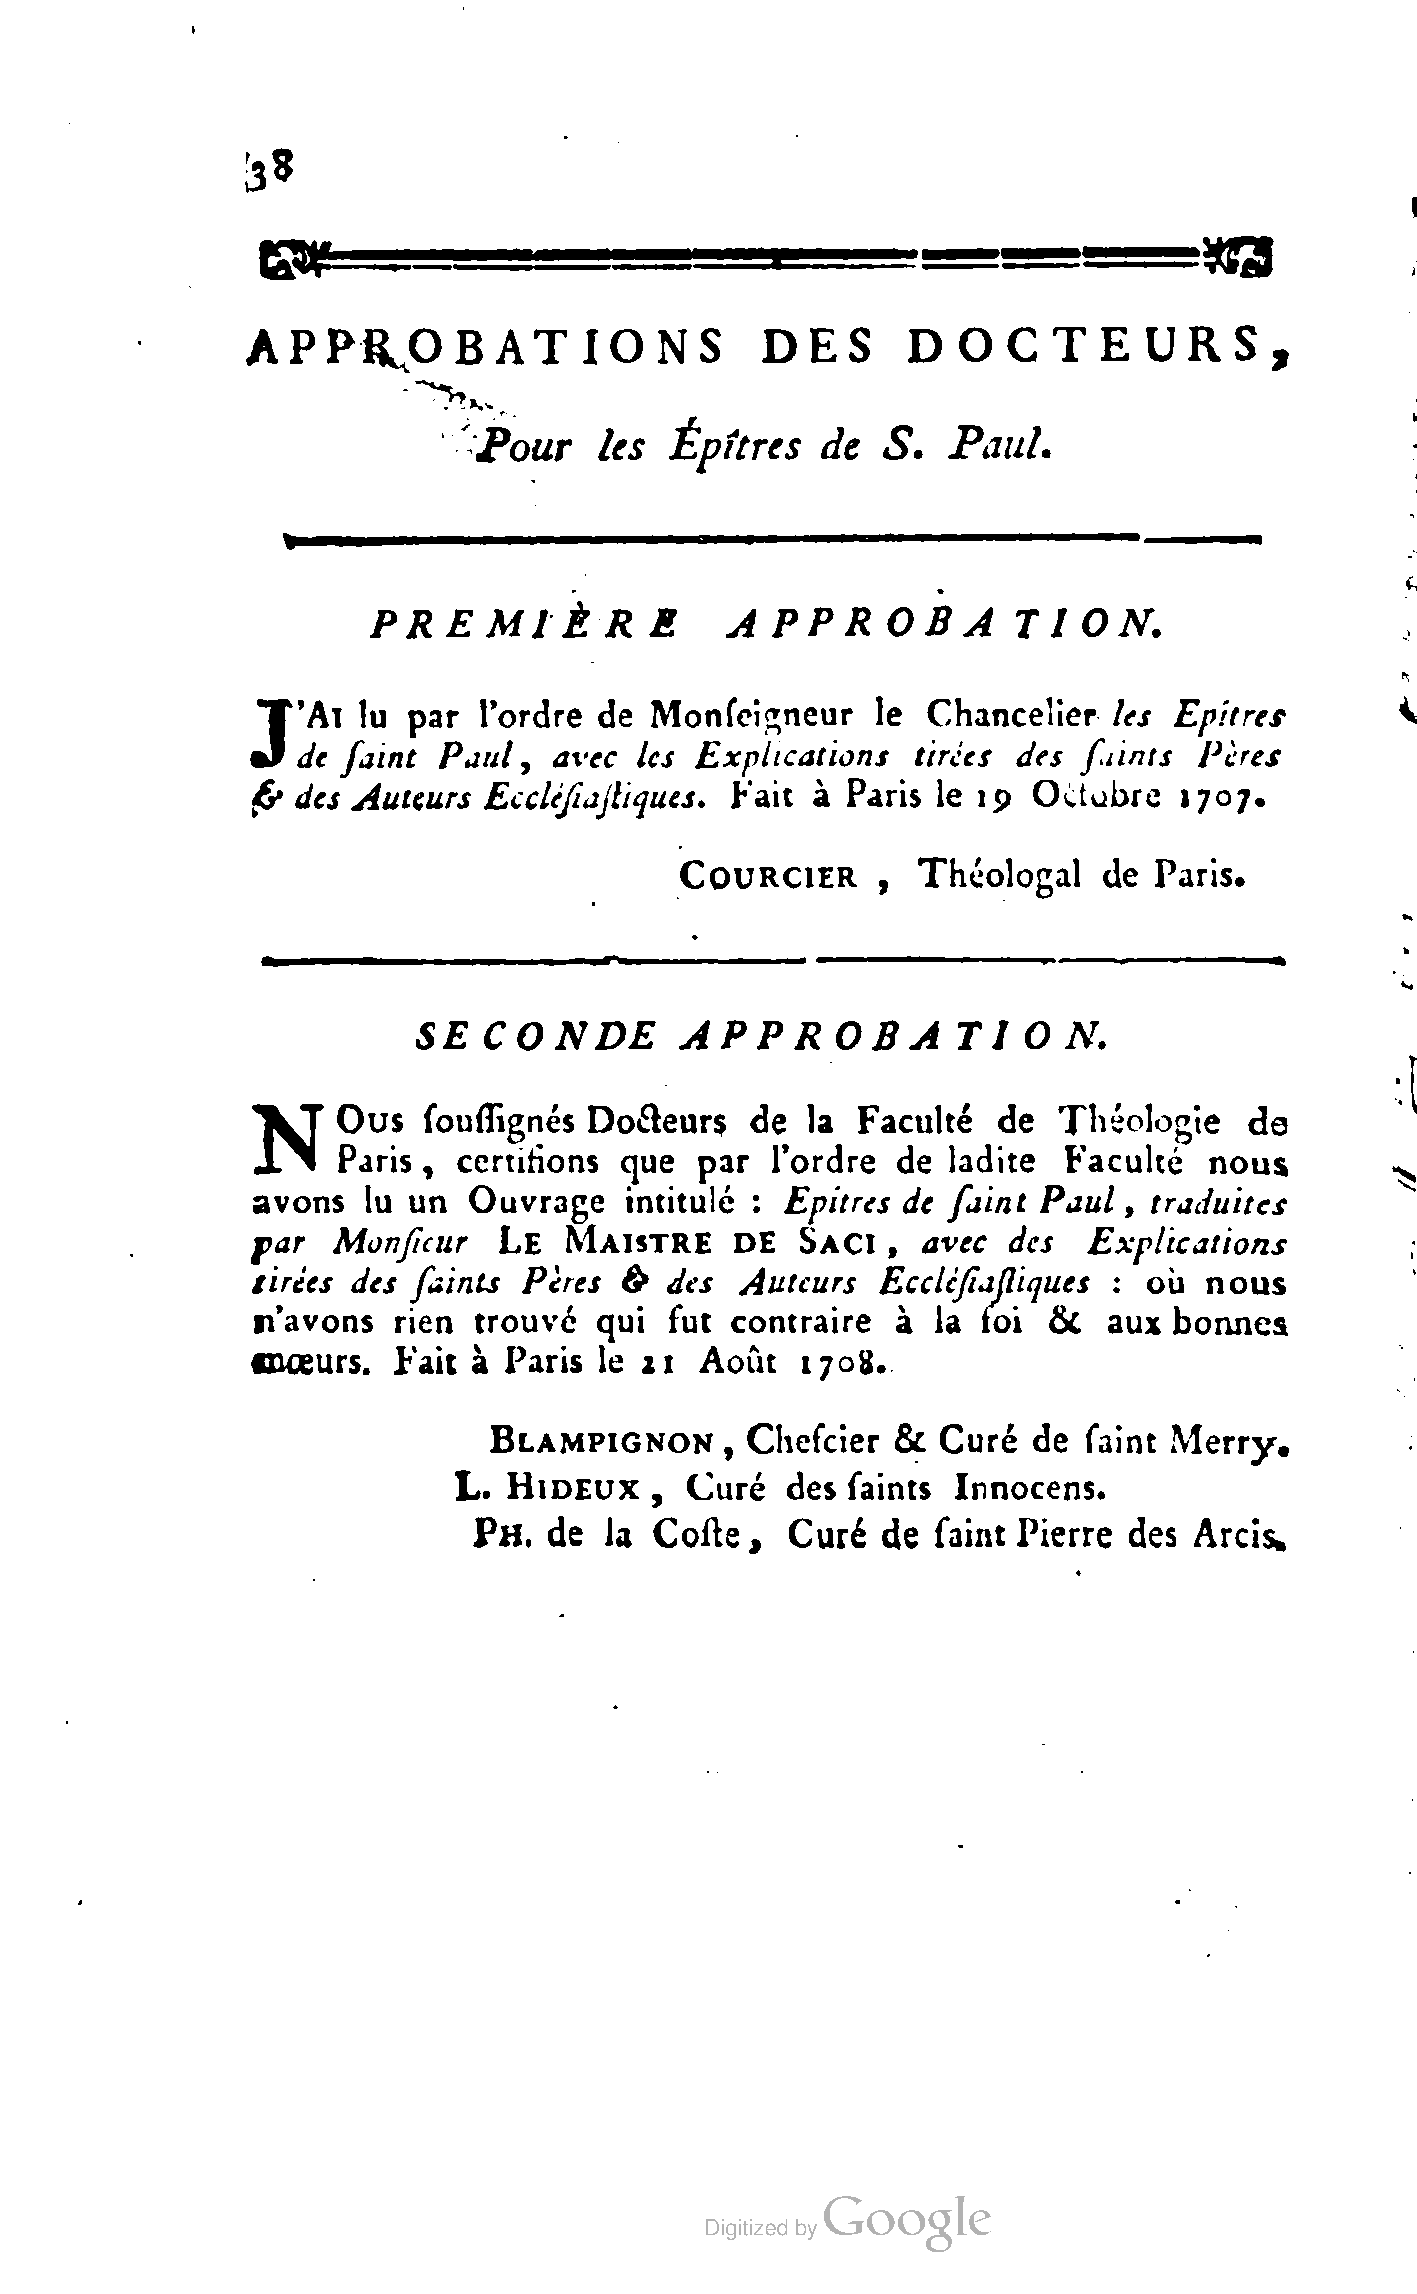 38
APPROBATIONS DES DOCTEURS,
Pour les Épîtres de S. Paul.
PREMIÈRE APPROBATION.
J'AI lu par l'ordre de Monſeigneur le Chancelier les Epitres
de ſaint Paul, avec les Explications tirées des ſaints Pères
& des Auteurs Eccléſiaſtiques. Fait à Paris le 19 Octobre 1707.
COURCIER, Théologal de Paris.
SECONDE APPROBATION.
NOus ſouſſignés Docteurs de la Faculté de Théologie de
Paris, certifions que par l'ordre de ladite Faculté nous
avons lu un Ouvrage intitulé : Epitres de ſaint Paul, traduites
par Monſieur LE MAISTRE DE SACI, avec des Explications
tirées des ſaints Pères & des Auteurs Eccléſiaſtiques : où nous
n'avons rien trouvé qui fut contraire à la foi & aux bonnes
mœurs. Fait à Paris le 21 Août 1708.
BLAMPIGNON, Chefcier & Curé de ſaint Merry.
L. HIDEUX, Curé des ſaints Innocens.
PH. de la Coſte, Curé de ſaint Pierre des Arcis.
Digitized by Google